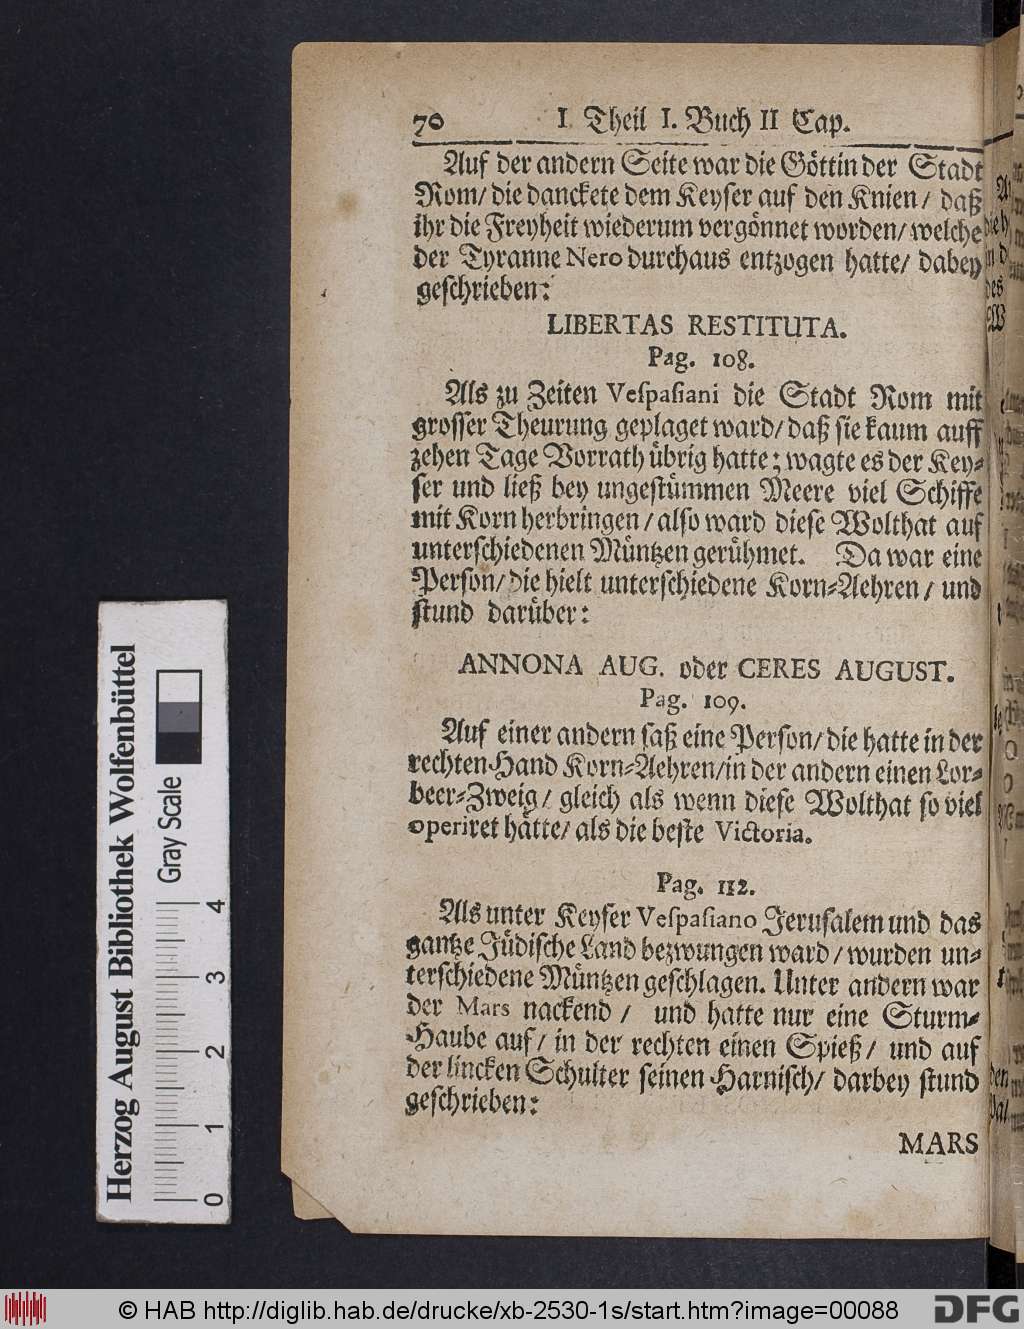 70 I Theil I. Buch II Cap.
Auf der andern Seite war die Göttin der Stadt
Rom/ die danckete dem Keyser auf den Knien/ daß
ihr die Freyheit wiederum vergönnet worden/ welche
der Tyranne Nero durchaus entzogen hatte/ dabey
geschrieben:
LIBERTAS RESTITUTA.
Pag. 108.
Als zu Zeiten Veſpaſiani die Stadt Rom mit
grosser Theurung geplaget ward/ daß sie kaum auff
zehen Tage Vorrath übrig hatte; wagte es der Key-
ser und ließ bey ungestümmen Meere viel Schiffe
mit Korn herbringen/ also ward diese Wolthat auf
unterschiedenen Müntzen gerühmet. Da war eine
Person/ die hielt unterschiedene Korn-Aehren/ und
stund darüber:
ANNONA AUG. oder CERES AUGUST.
Pag. 109.
Auf einer andern saß eine Person/ die hatte in der
rechten Hand Korn-Aehren/ in der andern einen Lor-
beer-Zweig/ gleich als wenn diese Wolthat so viel
operiret hätte/ als die beste Victoria.
Pag. 112.
Als unter Keyser Veſpaſiano Jerusalem und das
gantze Jüdische Land bezwungen ward/ wurden un-
terschiedene Müntzen geschlagen. Unter andern war
der Mars nackend/ und hatte nur eine Sturm-
Haube auf/ in der rechten einen Spieß/ und auf
der lincken Schulter seinen Harnisch/ darbey stund
geschrieben:
MARS
Herzog August Bibliothek Wolfenbüttel
Gray Scale
0 1 2 3 4
© HAB http://diglib.hab.de/drucke/xb-2530-1s/start.htm?image=00088
DFG